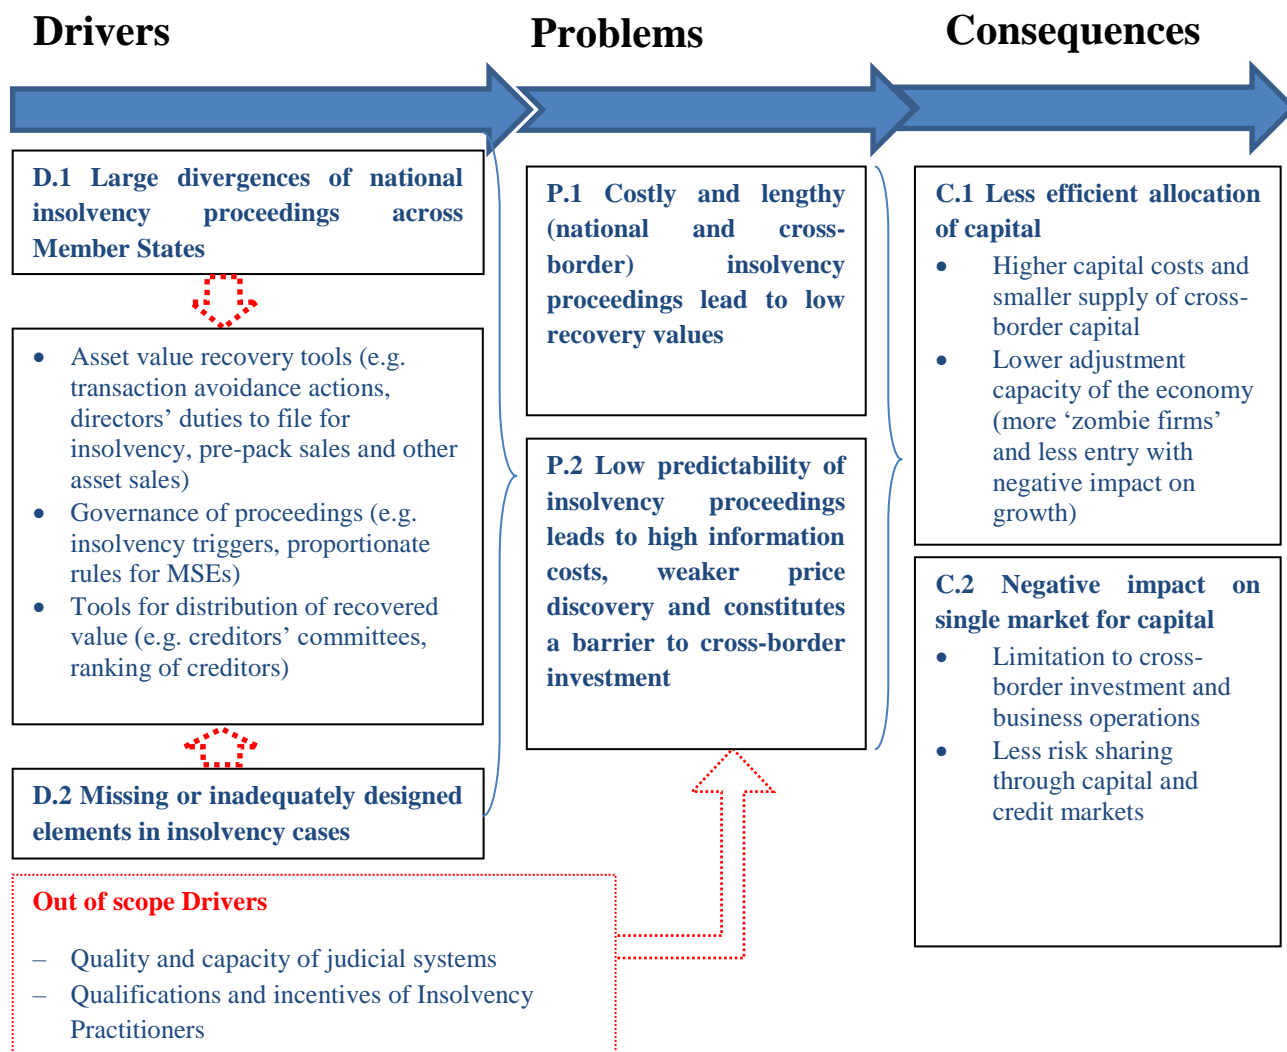 Drivers
Problems
Consequences
D.1 Large divergences of national
insolvency proceedings across
Member States
• Asset value recovery tools (e.g.
transaction avoidance actions,
directors’ duties to file for
insolvency, pre-pack sales and other
asset sales)
• Governance of proceedings (e.g.
insolvency triggers, proportionate
rules for MSEs)
• Tools for distribution of recovered
value (e.g. creditors’ committees,
ranking of creditors)
D.2 Missing or inadequately designed
elements in insolvency cases
Out of scope Drivers
– Quality and capacity of judicial systems
– Qualifications and incentives of Insolvency
Practitioners
P.1 Costly and lengthy
(national and cross-
border) insolvency
proceedings lead to low
recovery values
P.2 Low predictability of
insolvency proceedings
leads to high information
costs, weaker price
discovery and constitutes
a barrier to cross-border
investment
C.1 Less efficient allocation
of capital
• Higher capital costs and
smaller supply of cross-
border capital
• Lower adjustment
capacity of the economy
(more ‘zombie firms’
and less entry with
negative impact on
growth)
C.2 Negative impact on
single market for capital
• Limitation to cross-
border investment and
business operations
• Less risk sharing
through capital and
credit markets